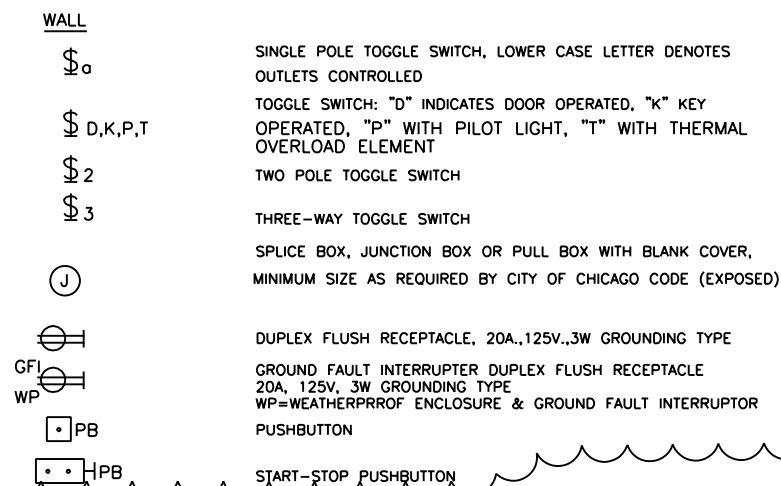 WALL
$a SINGLE POLE TOGGLE SWITCH, LOWER CASE LETTER DENOTES
OUTLETS CONTROLLED
TOGGLE SWITCH: "D" INDICATES DOOR OPERATED, "K" KEY
$ D,K,P,T OPERATED, "P" WITH PILOT LIGHT, "T" WITH THERMAL
OVERLOAD ELEMENT
$2 TWO POLE TOGGLE SWITCH
$3 THREE-WAY TOGGLE SWITCH
SPLICE BOX, JUNCTION BOX OR PULL BOX WITH BLANK COVER,
J MINIMUM SIZE AS REQUIRED BY CITY OF CHICAGO CODE (EXPOSED)
DUPLEX FLUSH RECEPTACLE, 20A.,125V.,3W GROUNDING TYPE
GFI GROUND FAULT INTERRUPTER DUPLEX FLUSH RECEPTACLE
20A, 125V, 3W GROUNDING TYPE
WP WP=WEATHERPRROF ENCLOSURE & GROUND FAULT INTERRUPTOR
PB PUSHBUTTON
PB START-STOP PUSHBUTTON